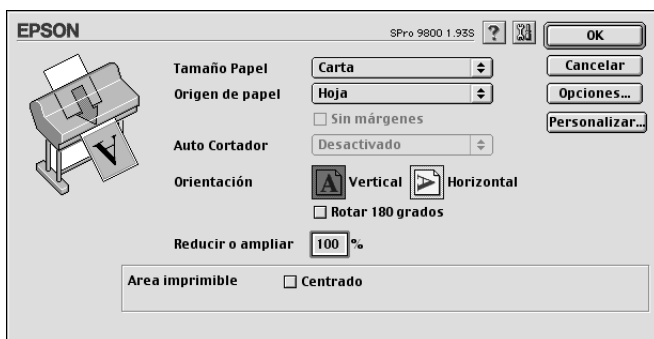 EPSON SPro 9800 1.93S ? OK
Tamaño Papel Carta Cancelar
Origen de papel Hoja Opciones...
Sin márgenes Personalizar...
Auto Cortador Desactivado
Orientación A Vertical A Horizontal
Rotar 180 grados
Reducir o ampliar 100 %
Area imprimible Centrado
A